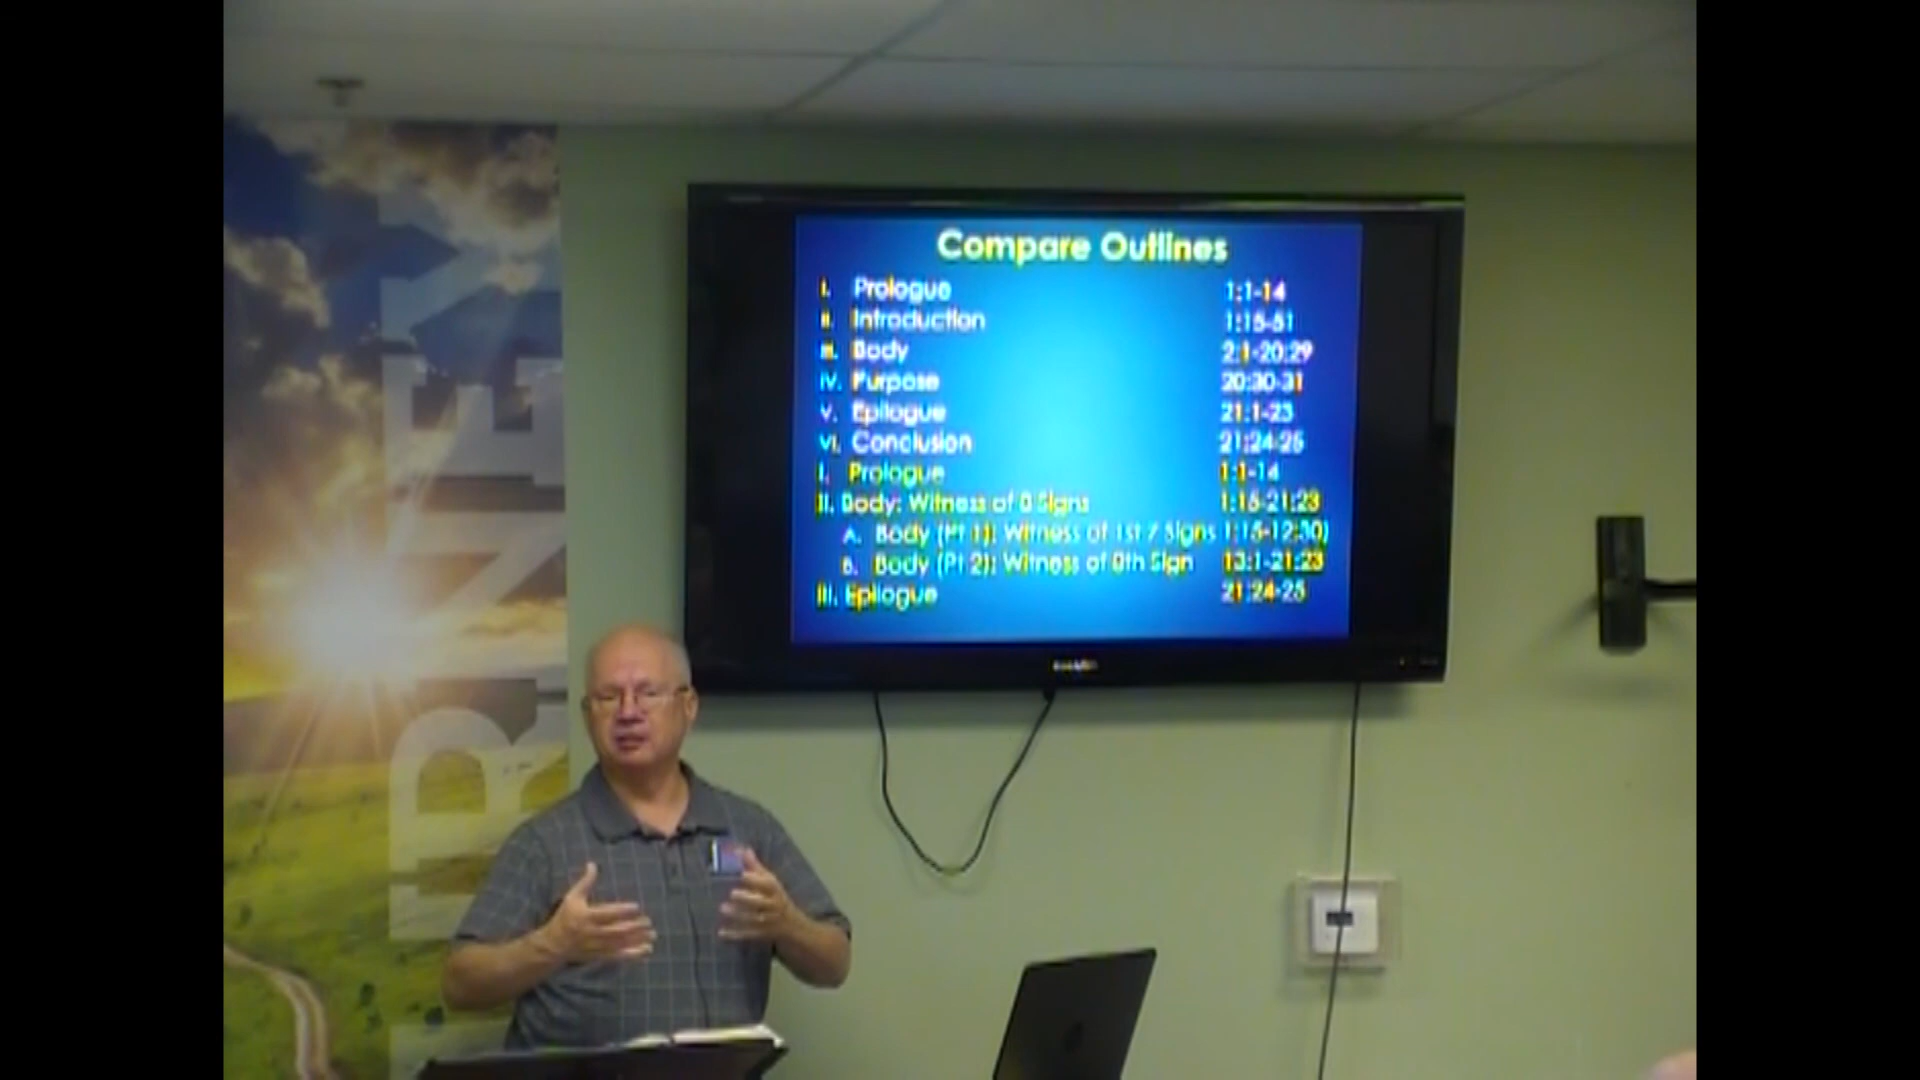 Compare Outlines
I. Prologue 1:1-14
II. Introduction 1:15-51
III. Body 2:1-20:29
IV. Purpose 20:30-31
V. Epilogue 21:1-23
VI. Conclusion 21:24-25
I. Prologue 1:1-14
II. Body: Witness of 8 Signs 1:15-21:23
A. Body (Pt 1): Witness of 1st 7 Signs 1:15-12:50)
B. Body (Pt 2): Witness of 8th Sign 13:1-21:23
III. Epilogue 21:24-25